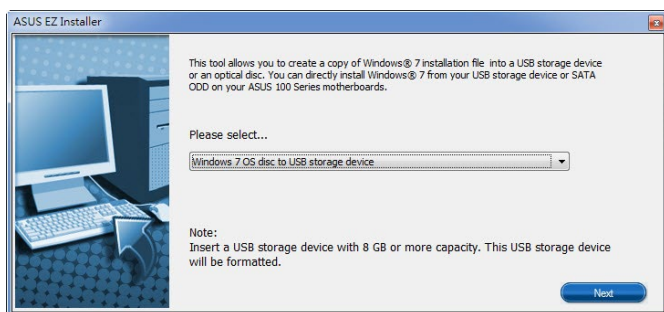 ASUS EZ Installer
This tool allows you to create a copy of Windows® 7 installation file into a USB storage device
or an optical disc. You can directly install Windows® 7 from your USB storage device or SATA
ODD on your ASUS 100 Series motherboards.
Please select...
Windows 7 OS disc to USB storage device
Note:
Insert a USB storage device with 8 GB or more capacity. This USB storage device
will be formatted.
Next